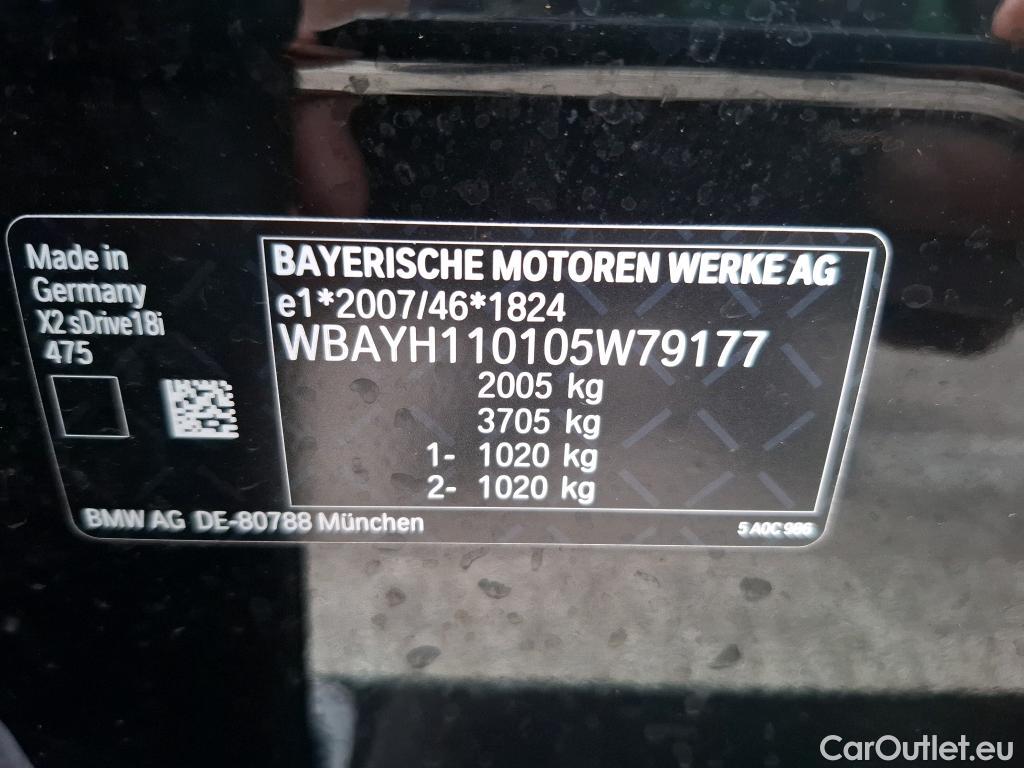 Made in
Germany
X2 sDrive18i
475
BAYERISCHE MOTOREN WERKE AG
e1*2007/46*1824
WBAYH110105W79177
2005 kg
3705 kg
1- 1020 kg
2- 1020 kg
BMW AG DE-80788 München
5 A0C 986
CarOutlet.eu